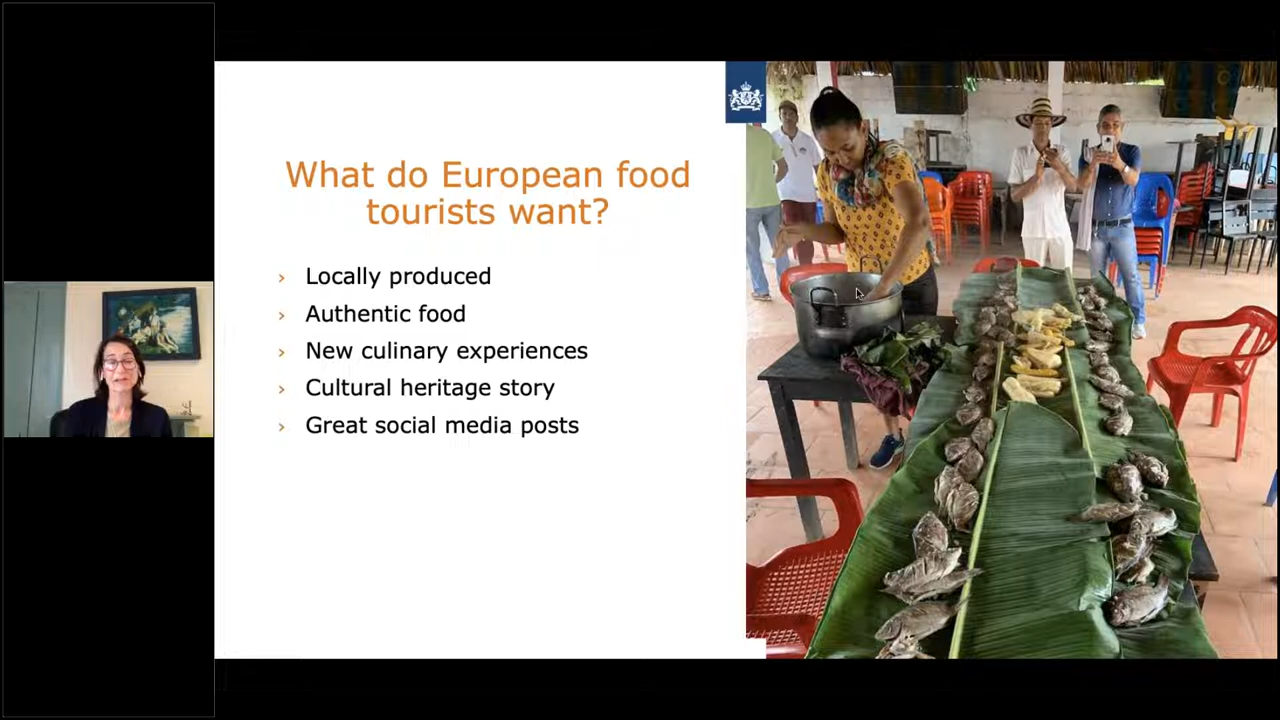 What do European food
tourists want?
› Locally produced
› Authentic food
› New culinary experiences
› Cultural heritage story
› Great social media posts